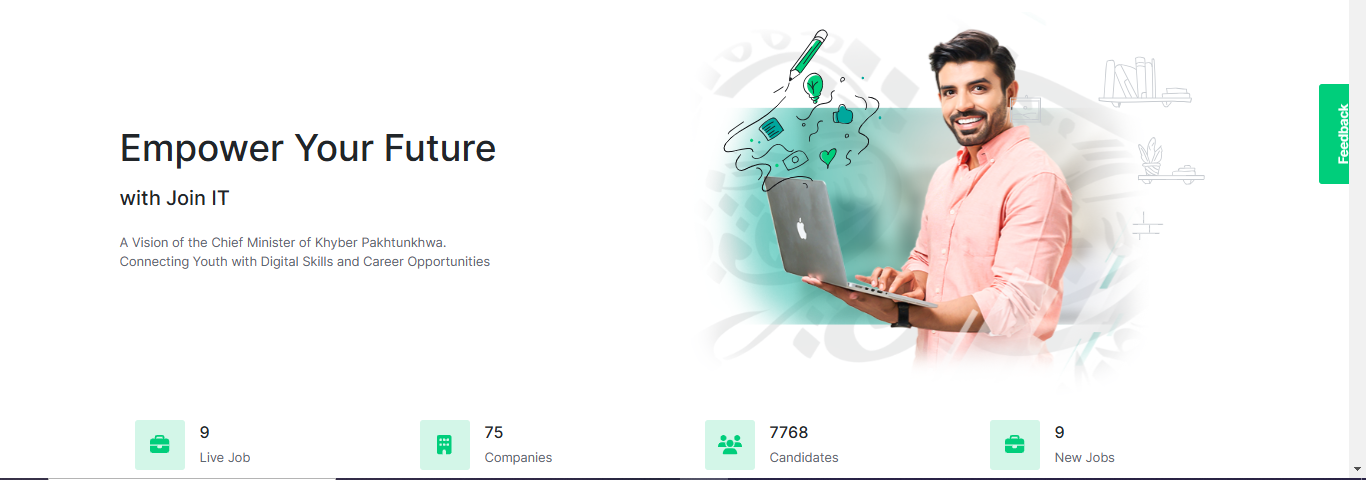 Empower Your Future
with Join IT
A Vision of the Chief Minister of Khyber Pakhtunkhwa.
Connecting Youth with Digital Skills and Career Opportunities
Feedback
9
Live Job
75
Companies
7768
Candidates
9
New Jobs